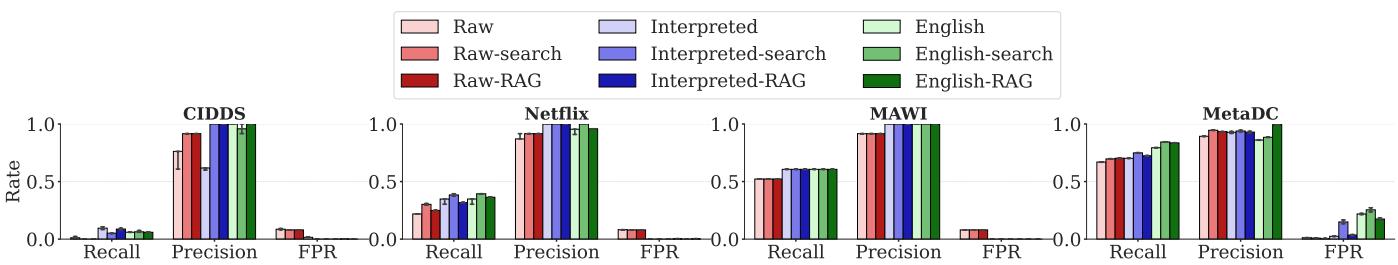 Raw Interpreted English
Raw-search Interpreted-search English-search
Raw-RAG Interpreted-RAG English-RAG
CIDDS Netflix MAWI MetaDC
1.0 1.0 1.0 1.0
Rate 0.5 0.5 0.5 0.5
0.0 0.0 0.0 0.0
Recall Precision FPR Recall Precision FPR Recall Precision FPR Recall Precision FPR